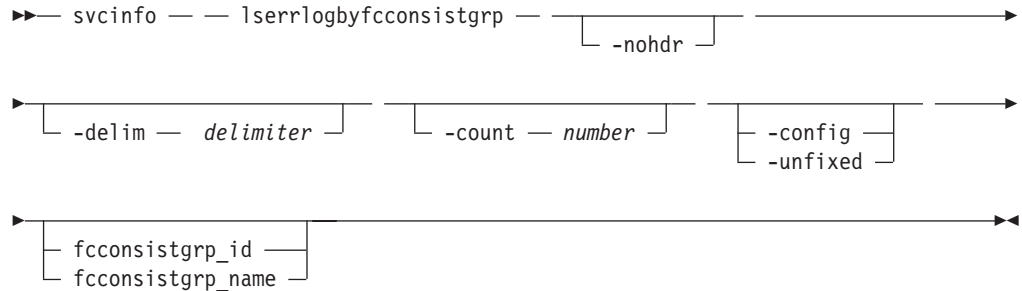 svcinfo lserrlogbyfcconsistgrp
-nohdr
-delim delimiter -count number -config
-unfixed
fcconsistgrp_id
fcconsistgrp_name